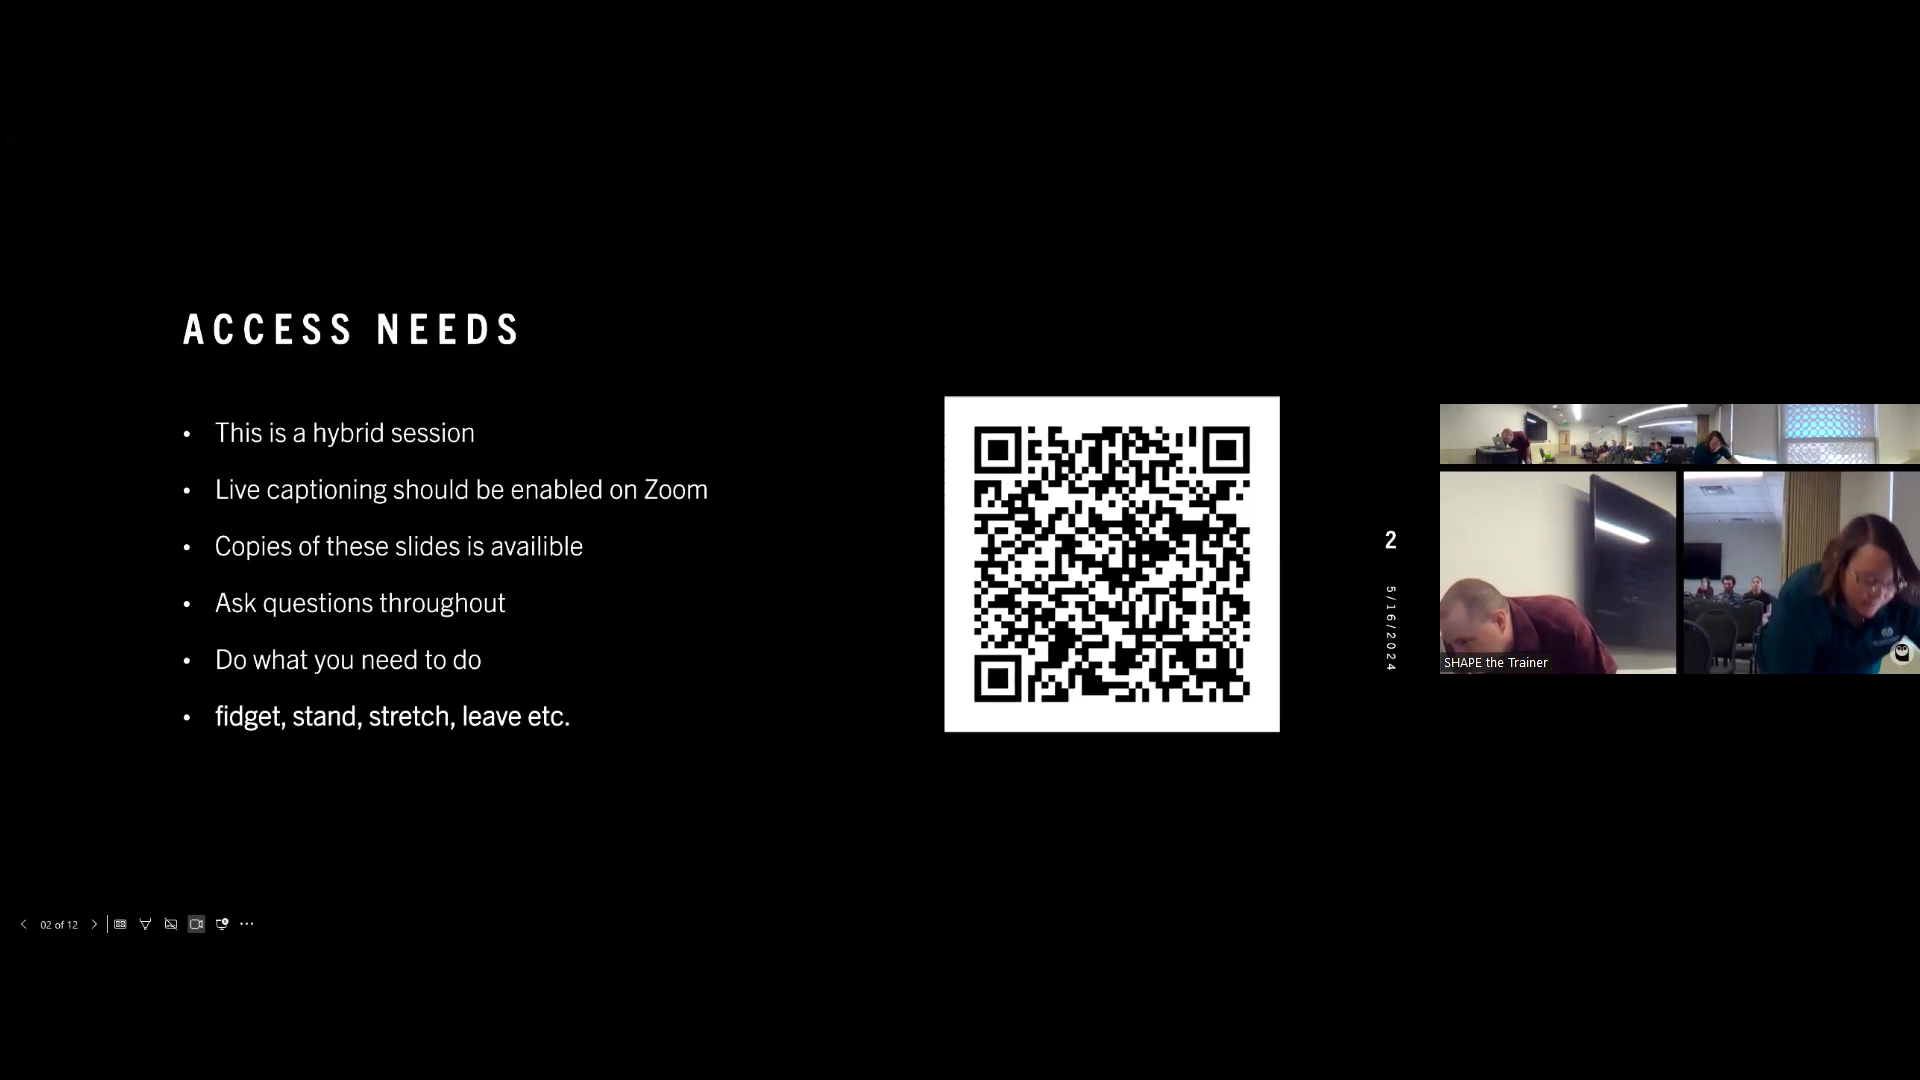 ACCESS NEEDS
• This is a hybrid session
• Live captioning should be enabled on Zoom
• Copies of these slides is availible
• Ask questions throughout
• Do what you need to do
• fidget, stand, stretch, leave etc.
2
5/16/2024
SHAPE the Trainer
02 of 12